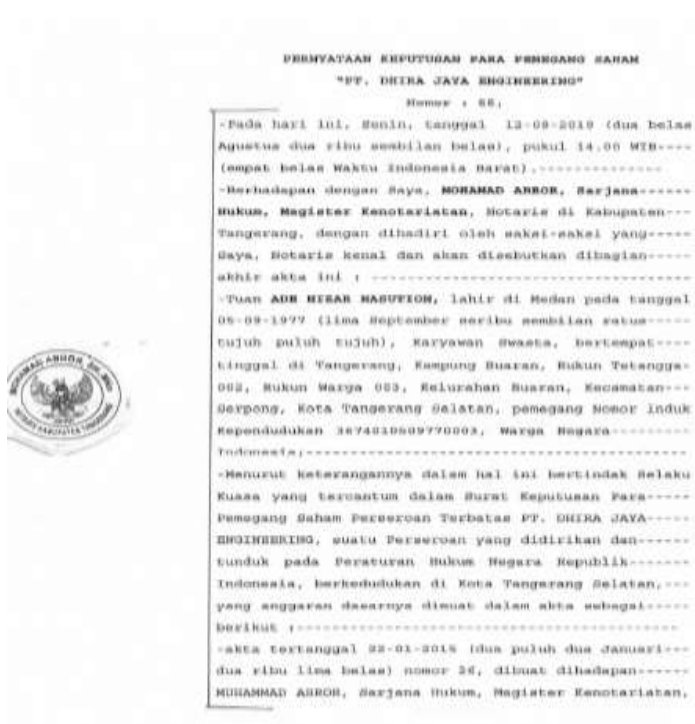 PERNYATAAN KEPUTUSAN PARA PEMEGANG SAHAM
"PT. DHIRA JAYA ENGINEERING"
Nomor : 66.
-Pada hari ini, Senin, tanggal 12-08-2019 (dua belas
Agustus dua ribu sembilan belas), pukul 14.00 WIB----
(empat belas Waktu Indonesia Barat).--------------
-Berhadapan dengan Saya, MOHAMAD ABROR, Sarjana------
Hukum, Magister Kenotariatan, Notaris di Kabupaten---
Tangerang, dengan dihadiri oleh saksi-saksi yang-----
Saya, Notaris kenal dan akan disebutkan dibagian-----
akhir akta ini : -----------------------------------
-Tuan NASUTION, lahir di Medan pada tanggal
05-09-1977 (lima September seribu sembilan ratus-----
tujuh puluh tujuh), Karyawan Swasta, bertempat----
tinggal di Tangerang, Kampung Buaran, Rukun Tetangga-
002, Rukun Warga 003, Kelurahan Buaran, Kecamatan---
Serpong, Kota Tangerang Selatan, pemegang Nomor Induk
Kependudukan Warga Negara---------
Indonesia;------------------------------------------
-Menurut keterangannya dalam hal ini bertindak Selaku
Kuasa yang tercantum dalam Surat Keputusan Para-----
Pemegang Saham Perseroan Terbatas PT. DHIRA JAYA-----
ENGINEERING, suatu Perseroan yang didirikan dan------
tunduk pada Peraturan Hukum Negara Republik-------
Indonesia, berkedudukan di Kota Tangerang Selatan,---
yang anggaran dasarnya dimuat dalam akta sebagai-----
berikut :-------------------------------------------
-akta tertanggal (dua puluh dua Januari---
dua ribu lima belas) nomor 26, dibuat dihadapan------
MUHAMMAD ABROR, Sarjana Hukum, Magister Kenotariatan,